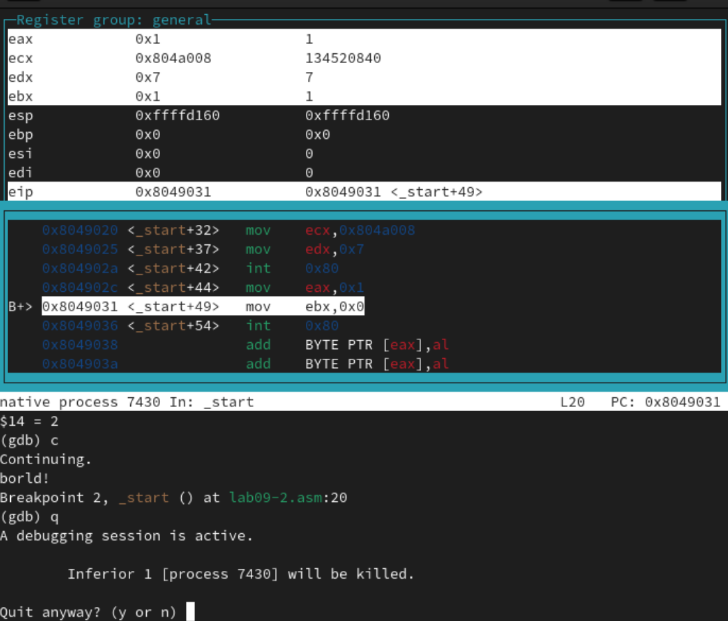 Register group: general
eax 0x1 1
ecx 0x804a008 134520840
edx 0x7 7
ebx 0x1 1
esp 0xffffd160 0xffffd160
ebp 0x0 0x0
esi 0x0 0
edi 0x0 0
eip 0x8049031 0x8049031 <_start+49>
0x8049020 <_start+32> mov ecx,0x804a008
0x8049025 <_start+37> mov edx,0x7
0x804902a <_start+42> int 0x80
0x804902c <_start+44> mov eax,0x1
B+> 0x8049031 <_start+49> mov ebx,0x0
0x8049036 <_start+54> int 0x80
0x8049038 add BYTE PTR [eax],al
0x804903a add BYTE PTR [eax],al
native process 7430 In: _start L20 PC: 0x8049031
$14 = 2
(gdb) c
Continuing.
borld!
Breakpoint 2, _start () at lab09-2.asm:20
(gdb) q
A debugging session is active.
Inferior 1 [process 7430] will be killed.
Quit anyway? (y or n)